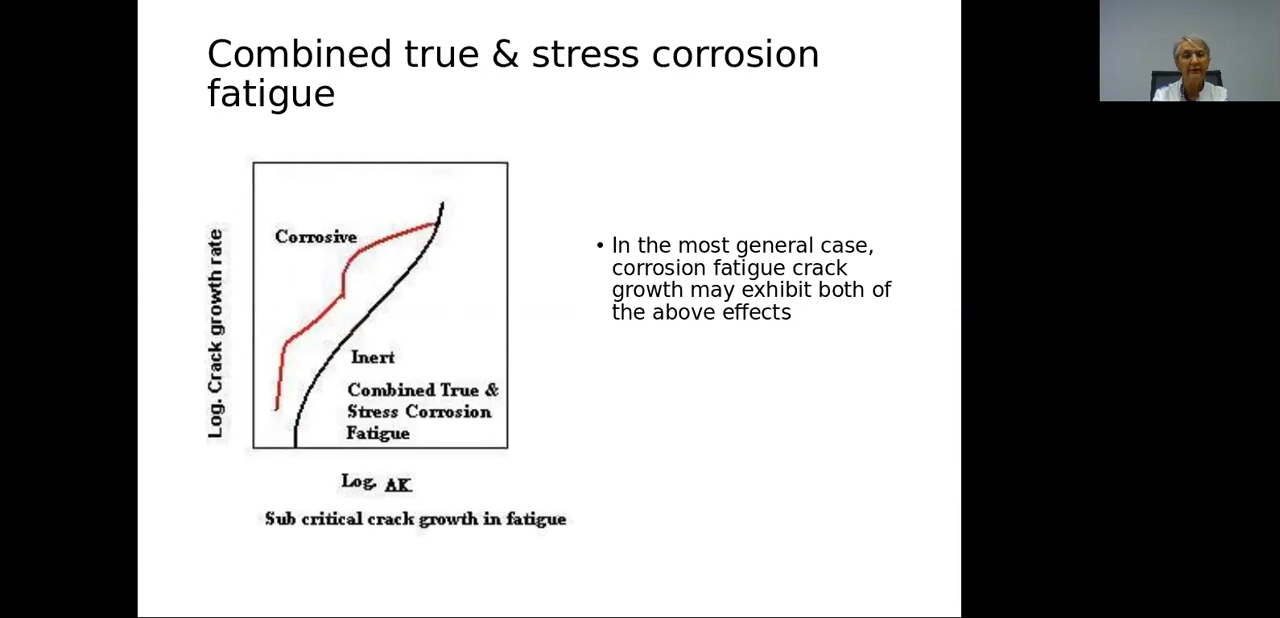 Combined true & stress corrosion
fatigue
Log. Crack growth rate
Corrosive
Inert
Combined True &
Stress Corrosion
Fatigue
Log. ΔK
Sub critical crack growth in fatigue
• In the most general case,
corrosion fatigue crack
growth may exhibit both of
the above effects